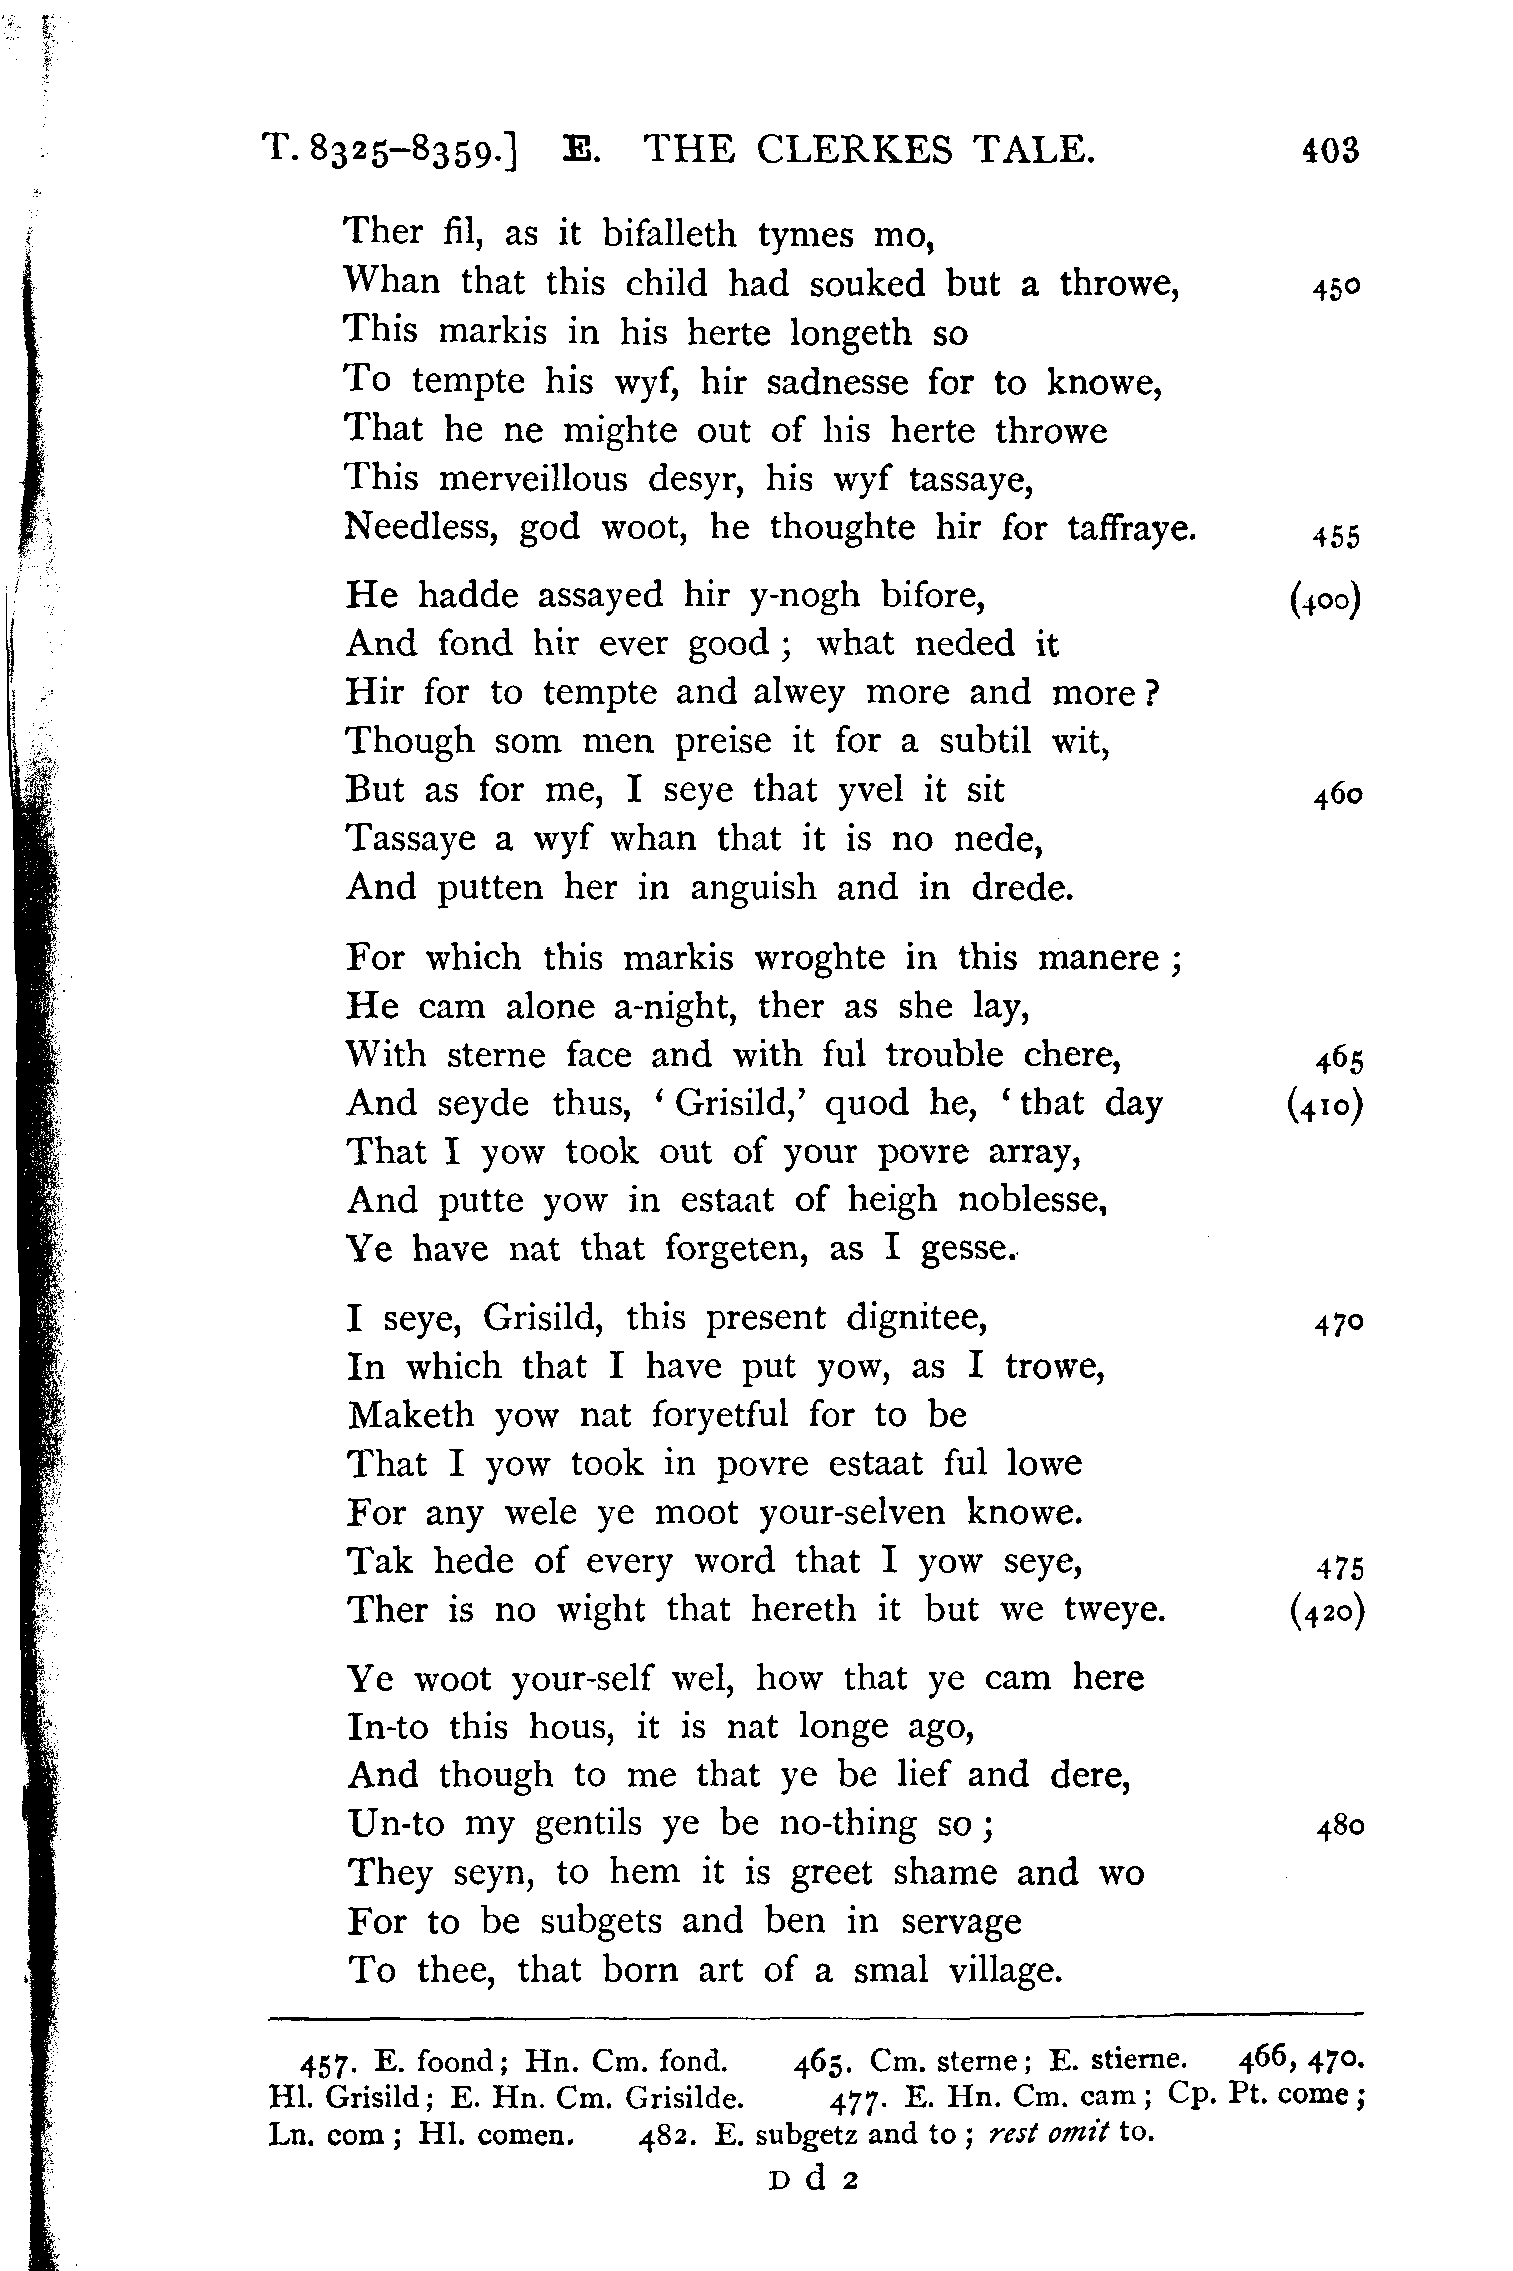 T. 8325–8359.] E. THE CLERKES TALE. 403
Ther fil, as it bifalleth tymes mo,
Whan that this child had souked but a throwe, 450
This markis in his herte longeth so
To tempte his wyf, hir sadnesse for to knowe,
That he ne mighte out of his herte throwe
This merveillous desyr, his wyf tassaye,
Needless, god woot, he thoughte hir for taffraye. 455
He hadde assayed hir y-nogh bifore, (400)
And fond hir ever good ; what neded it
Hir for to tempte and alwey more and more ?
Though som men preise it for a subtil wit,
But as for me, I seye that yvel it sit 460
Tassaye a wyf whan that it is no nede,
And putten her in anguish and in drede.
For which this markis wroghte in this manere ;
He cam alone a-night, ther as she lay,
With sterne face and with ful trouble chere, 465
And seyde thus, ‘ Grisild,’ quod he, ‘ that day (410)
That I yow took out of your povre array,
And putte yow in estaat of heigh noblesse,
Ye have nat that forgeten, as I gesse.
I seye, Grisild, this present dignitee, 470
In which that I have put yow, as I trowe,
Maketh yow nat foryetful for to be
That I yow took in povre estaat ful lowe
For any wele ye moot your-selven knowe.
Tak hede of every word that I yow seye, 475
Ther is no wight that hereth it but we tweye. (420)
Ye woot your-self wel, how that ye cam here
In-to this hous, it is nat longe ago,
And though to me that ye be lief and dere,
Un-to my gentils ye be no-thing so ; 480
They seyn, to hem it is greet shame and wo
For to be subgets and ben in servage
To thee, that born art of a smal village.
457. E. foond ; Hn. Cm. fond. 465. Cm. sterne ; E. stierne. 466, 470.
Hl. Grisild ; E. Hn. Cm. Grisilde. 477. E. Hn. Cm. cam ; Cp. Pt. come ;
Ln. com ; Hl. comen. 482. E. subgetz and to ; rest omit to.
D d 2